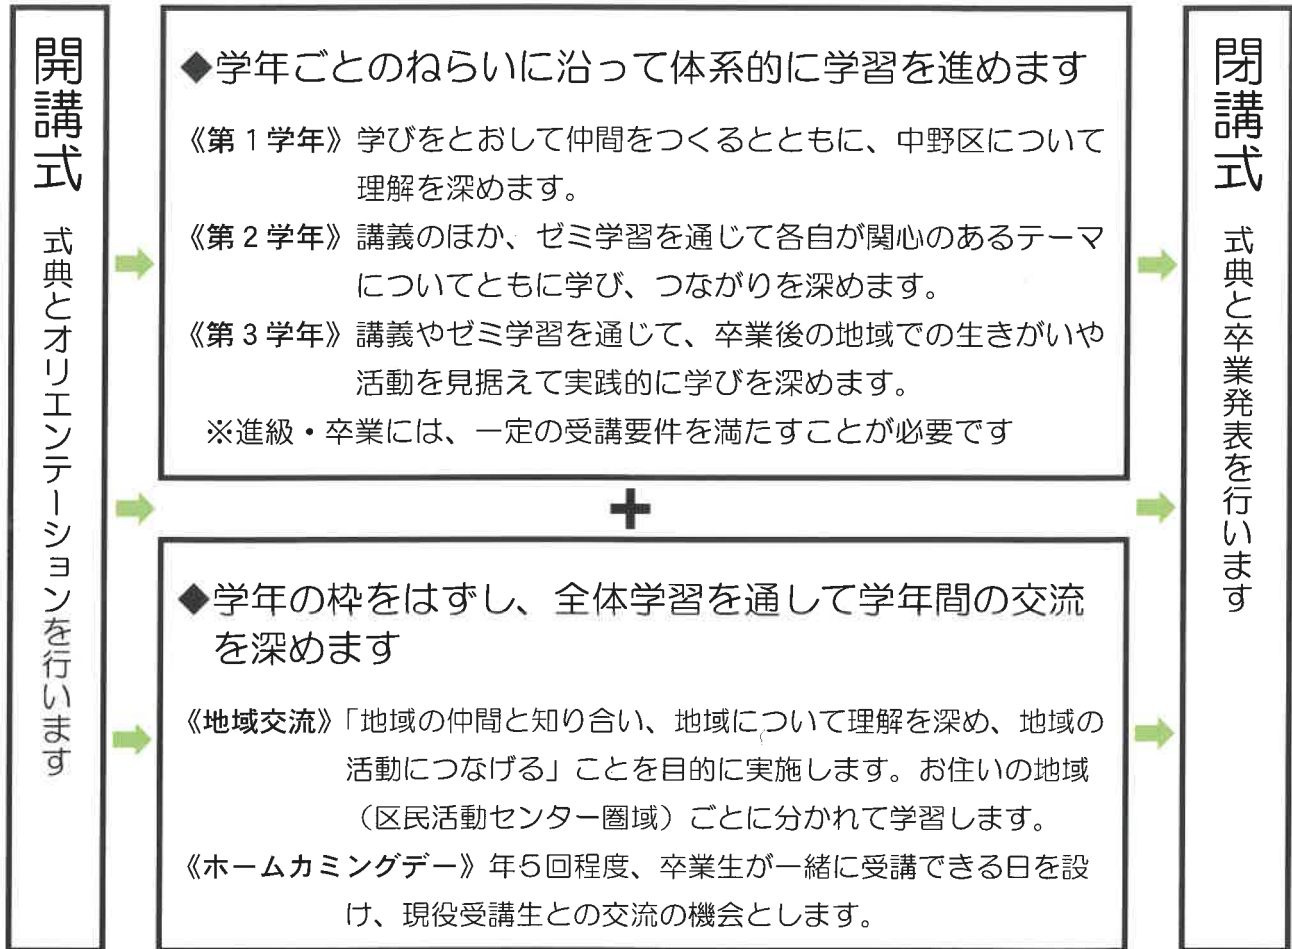 開講式
式典とオリエンテーションを行います
◆学年ごとのねらいに沿って体系的に学習を進めます
《第1学年》学びをとおして仲間をつくるとともに、中野区について
理解を深めます。
《第2学年》講義のほか、ゼミ学習を通じて各自が関心のあるテーマ
についてともに学び、つながりを深めます。
《第3学年》講義やゼミ学習を通じて、卒業後の地域での生きがいや
活動を見据えて実践的に学びを深めます。
※進級・卒業には、一定の受講要件を満たすことが必要です
+
◆学年の枠をはずし、全体学習を通して学年間の交流
を深めます
《地域交流》「地域の仲間と知り合い、地域について理解を深め、地域の
活動につなげる」ことを目的に実施します。お住いの地域
（区民活動センター圏域）ごとに分かれて学習します。
《ホームカミングデー》年5回程度、卒業生が一緒に受講できる日を設
け、現役受講生との交流の機会とします。
閉講式
式典と卒業発表を行います